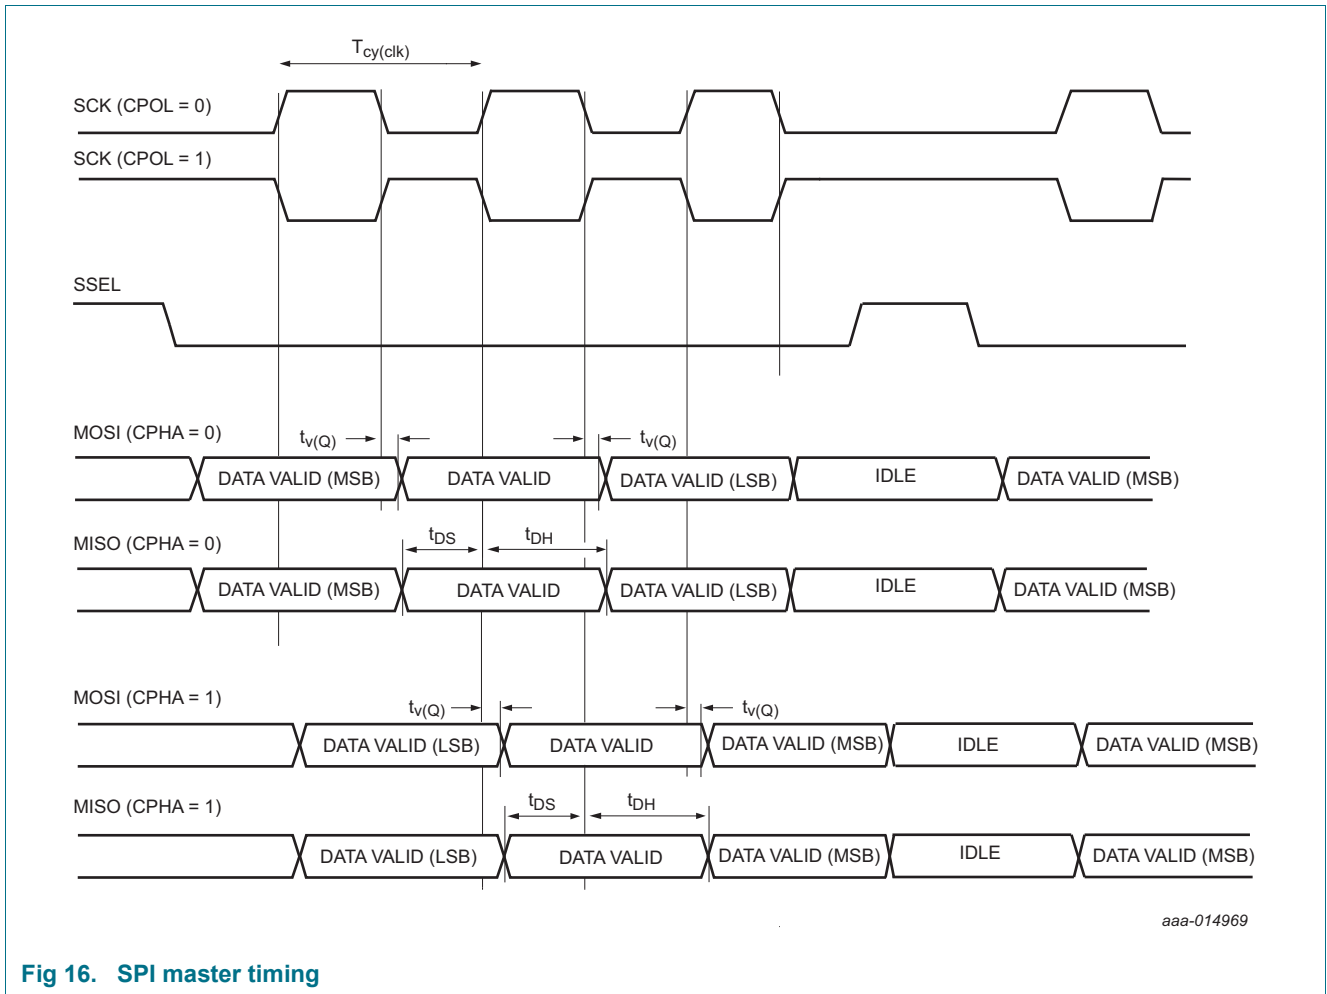 Tcy(clk)
SCK (CPOL = 0)
SCK (CPOL = 1)
SSEL
MOSI (CPHA = 0)
tv(Q) tv(Q)
DATA VALID (MSB) DATA VALID DATA VALID (LSB) IDLE DATA VALID (MSB)
MISO (CPHA = 0)
tDS tDH
DATA VALID (MSB) DATA VALID DATA VALID (LSB) IDLE DATA VALID (MSB)
MOSI (CPHA = 1)
tv(Q) tv(Q)
DATA VALID (LSB) DATA VALID DATA VALID (MSB) IDLE DATA VALID (MSB)
MISO (CPHA = 1)
tDS tDH
DATA VALID (LSB) DATA VALID DATA VALID (MSB) IDLE DATA VALID (MSB)
aaa-014969
Fig 16. SPI master timing